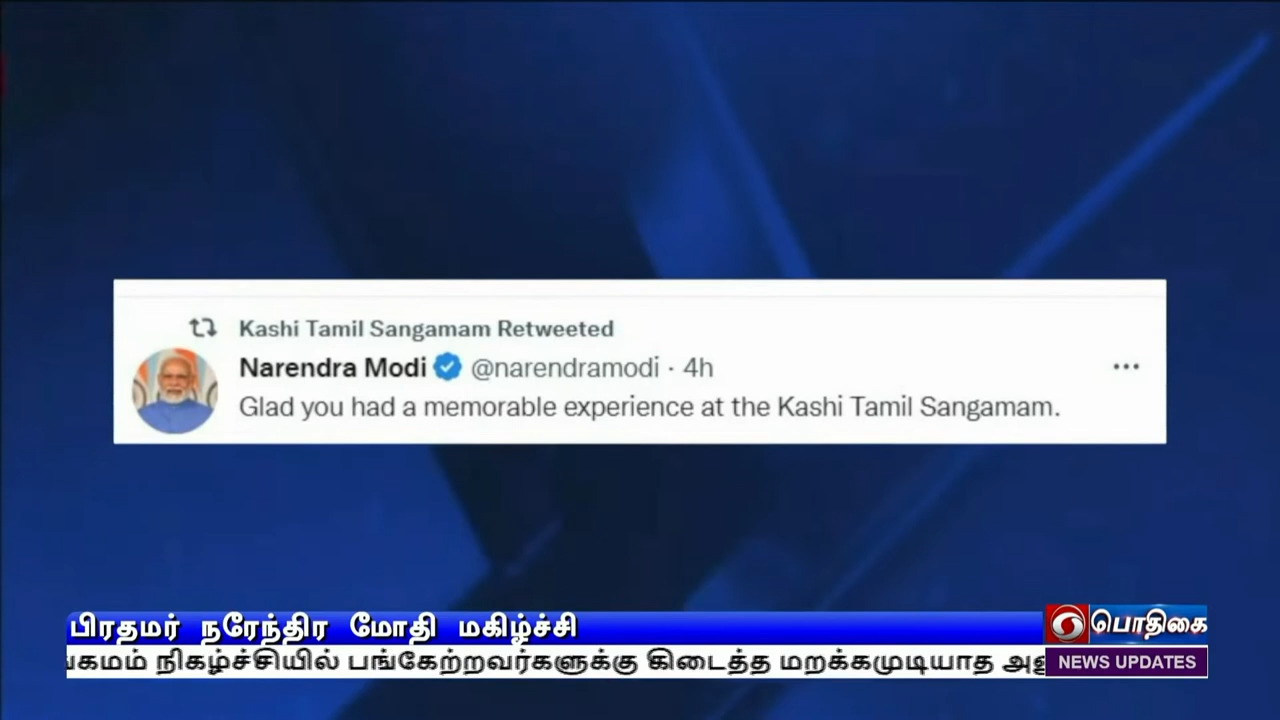 Kashi Tamil Sangamam Retweeted
Narendra Modi @narendramodi · 4h
Glad you had a memorable experience at the Kashi Tamil Sangamam.
பிரதமர் நரேந்திர மோதி மகிழ்ச்சி
பொதிகை
நிகழ்ச்சியில் பங்கேற்றவர்களுக்கு கிடைத்த மறக்கமுடியாத
NEWS UPDATES